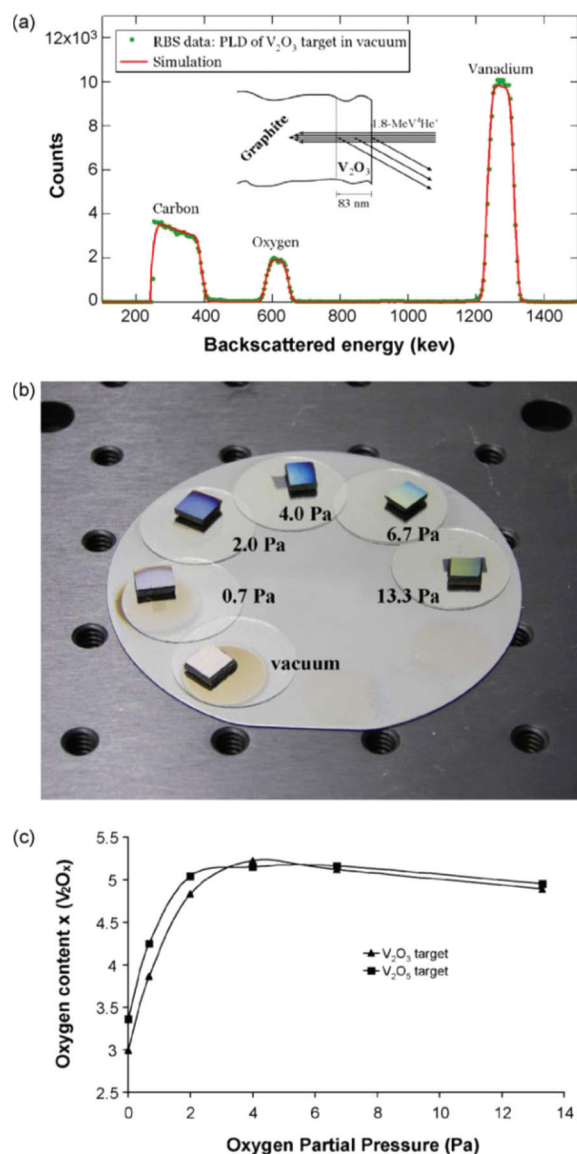 (a)
12x10³
10
8
6
4
2
0
Counts
RBS data: PLD of V₂O₃ target in vacuum
Simulation
Vanadium
Graphite
1.8-MeV⁴He⁺
V₂O₃
83 nm
Carbon
Oxygen
200 400 600 800 1000 1200 1400
Backscattered energy (kev)
(b)
4.0 Pa
6.7 Pa
2.0 Pa
0.7 Pa
13.3 Pa
vacuum
(c)
5.5
5
4.5
4
3.5
3
2.5
Oxygen content x (V₂Oₓ)
V₂O₃ target
V₂O₅ target
0 2 4 6 8 10 12 14
Oxygen Partial Pressure (Pa)